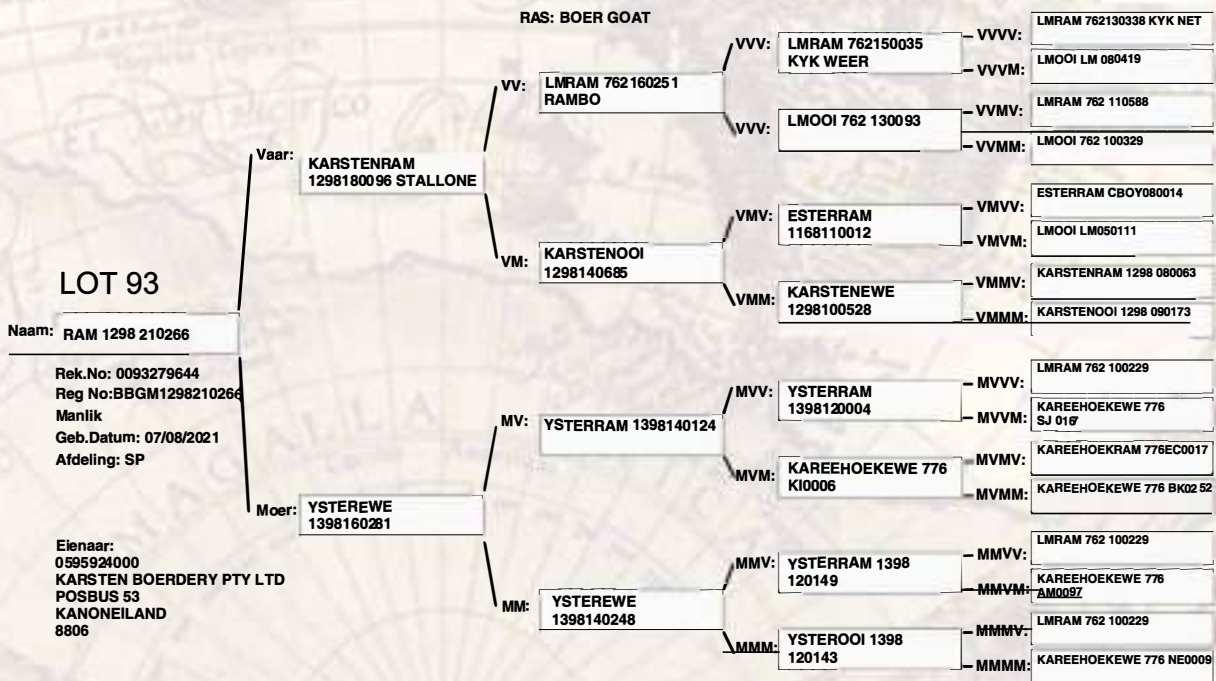 RAS: BOER GOAT
LOT 93
Naam: RAM 1298 210266
Rek.No: 0093279644
Reg No:BBGM1298210266
Manlik
Geb.Datum: 07/08/2021
Afdeling: SP
Eienaar:
0595924000
KARSTEN BOERDERY PTY LTD
POSBUS 53
KANONEILAND
8806
Vaar: KARSTENRAM
1298180096 STALLONE
Moer: YSTEREWE
1398160281
VV: LMRAM 762160251
RAMBO
VM: KARSTENOOI
1298140685
MV: YSTERRAM 1398140124
MM: YSTEREWE
1398140248
VVV: LMRAM 762150035
KYK WEER
VVV: LMOOI 762 130093
VMV: ESTERRAM
1168110012
VMM: KARSTENEWE
1298100528
MVV: YSTERRAM
1398120004
MVM: KAREEHOEKEWE 776
KI0006
MMV: YSTERRAM 1398
120149
MMM: YSTEROOI 1398
120143
VVVV: LMRAM 762130338 KYK NET
VVVM: LMOOI LM 080419
VVMV: LMRAM 762 110588
VVMM: LMOOI 762 100329
VMVV: ESTERRAM CBOY080014
VMVM: LMOOI LM050111
VMMV: KARSTENRAM 1298 080063
VMMM: KARSTENOOI 1298 090173
MVVV: LMRAM 762 100229
MVVM: KAREEHOEKEWE 776
SJ 0167
MVMV: KAREEHOEKRAM 776EC0017
MVMM: KAREEHOEKEWE 776 BK0252
MMVV: LMRAM 762 100229
MMVM: KAREEHOEKEWE 776
AM0097
MMMV: LMRAM 762 100229
MMMM: KAREEHOEKEWE 776 NE0009